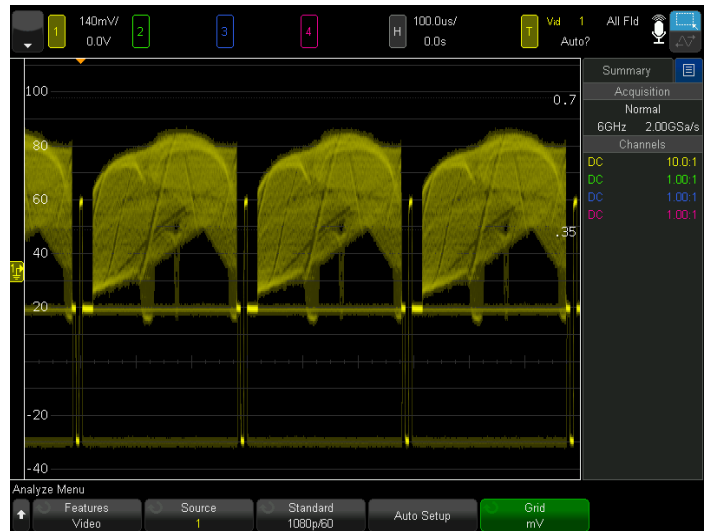 140mV/ 100.0us/ Vid 1 All Fld
1 2 3 4 H T
0.0V 0.0s Auto?
Summary
100
Acquisition
0.7
Normal
6GHz 2.00GSa/s
Channels
80
DC 10.0:1
DC 1.00:1
60
DC 1.00:1
DC 1.00:1
.35
40
1
20
-20
-40
Analyze Menu
Features Source Standard Auto Setup Grid
Video 1 1080p/60 mV